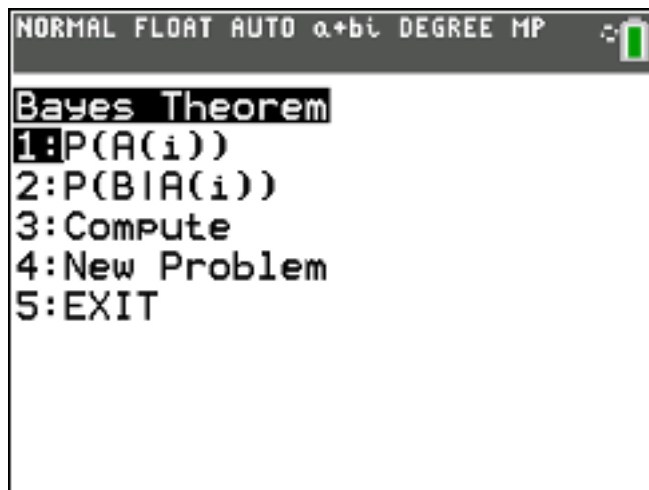 NORMAL FLOAT AUTO a+bi DEGREE MP
Bayes Theorem
1:P(A(i))
2:P(B|A(i))
3:Compute
4:New Problem
5:EXIT